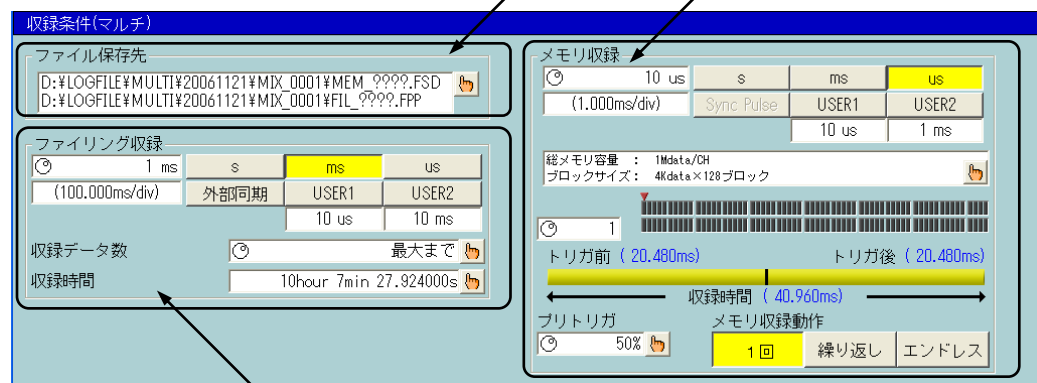 収録条件(マルチ)
ファイル保存先
D:¥LOGFILE¥MULTI¥20061121¥MIX_0001¥MEM_????.FSD
D:¥LOGFILE¥MULTI¥20061121¥MIX_0001¥FIL_????.FPP
ファイリング収録
1 ms s ms us
(100.000ms/div) 外部同期 USER1 USER2
10 us 10 ms
収録データ数 最大まで
収録時間 10hour 7min 27.924000s
メモリ収録
10 us s ms us
(1.000ms/div) Sync Pulse USER1 USER2
10 us 1 ms
総メモリ容量 : 1Mdata/CH
ブロックサイズ: 4Kdata×128ブロック
1
トリガ前 ( 20.480ms) トリガ後 ( 20.480ms)
収録時間 ( 40.960ms)
プリトリガ メモリ収録動作
50% 1回 繰り返し エンドレス